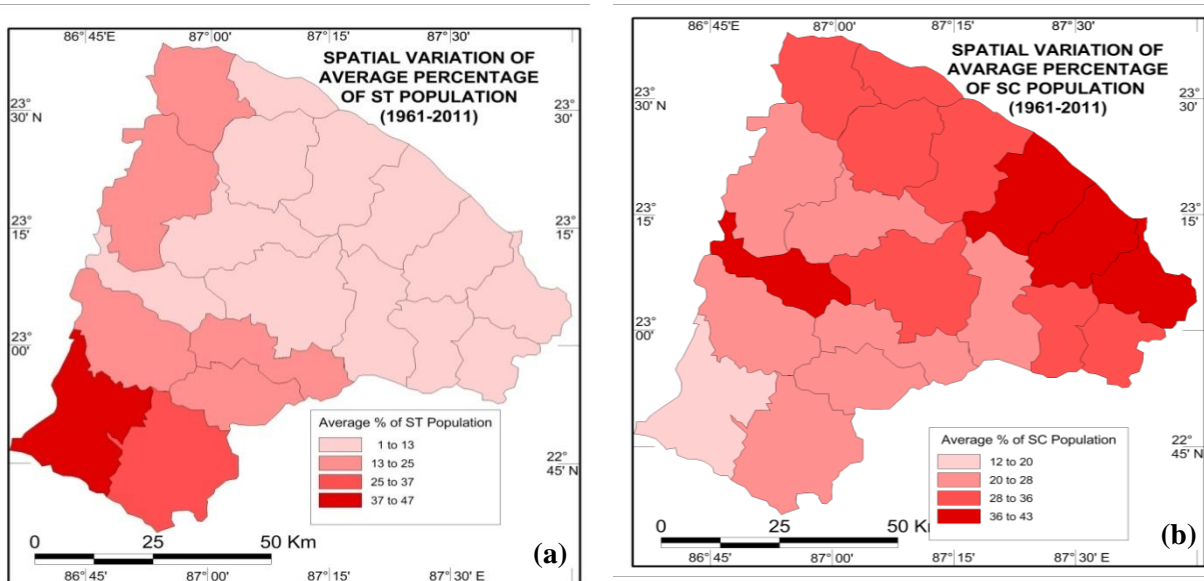 86° 45' 87° 00' 87° 15' 87° 30'
SPATIAL VARIATION OF
AVERAGE PERCENTAGE
OF ST POPULATION
(1961-2011)
23°
30' N
23°
30'
23°
15'
23°
15'
23°
00'
23°
00'
22°
45' N
Average % of ST Population
1 to 13
13 to 25
25 to 37
37 to 47
0 25 50 Km
(a)
86° 45' 87° 00' 87° 15' 87° 30' E
86° 45'E 87° 00' 87° 15' 87° 30'
SPATIAL VARIATION OF
AVARAGE PERCENTAGE
OF SC POPULATION
(1961-2011)
23°
30' N
23°
30'
23°
15'
23°
15'
23°
00'
23°
00'
22°
45' N
Average % of SC Population
12 to 20
20 to 28
28 to 36
36 to 43
0 25 50 Km
(b)
86° 45' 87° 00' 87° 15' 87° 30' E